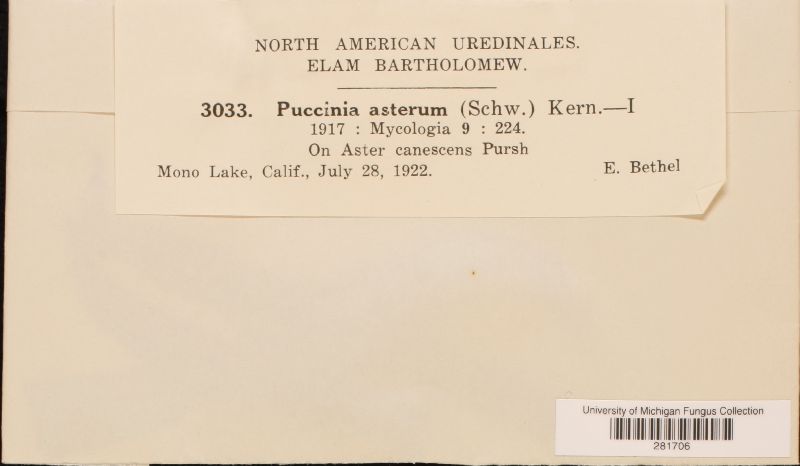 NORTH AMERICAN UREDINALES.
ELAM BARTHOLOMEW.
3033. Puccinia asterum (Schw.) Kern.—I
1917 : Mycologia 9 : 224.
On Aster canescens Pursh
Mono Lake, Calif., July 28, 1922. E. Bethel
University of Michigan Fungus Collection
281706